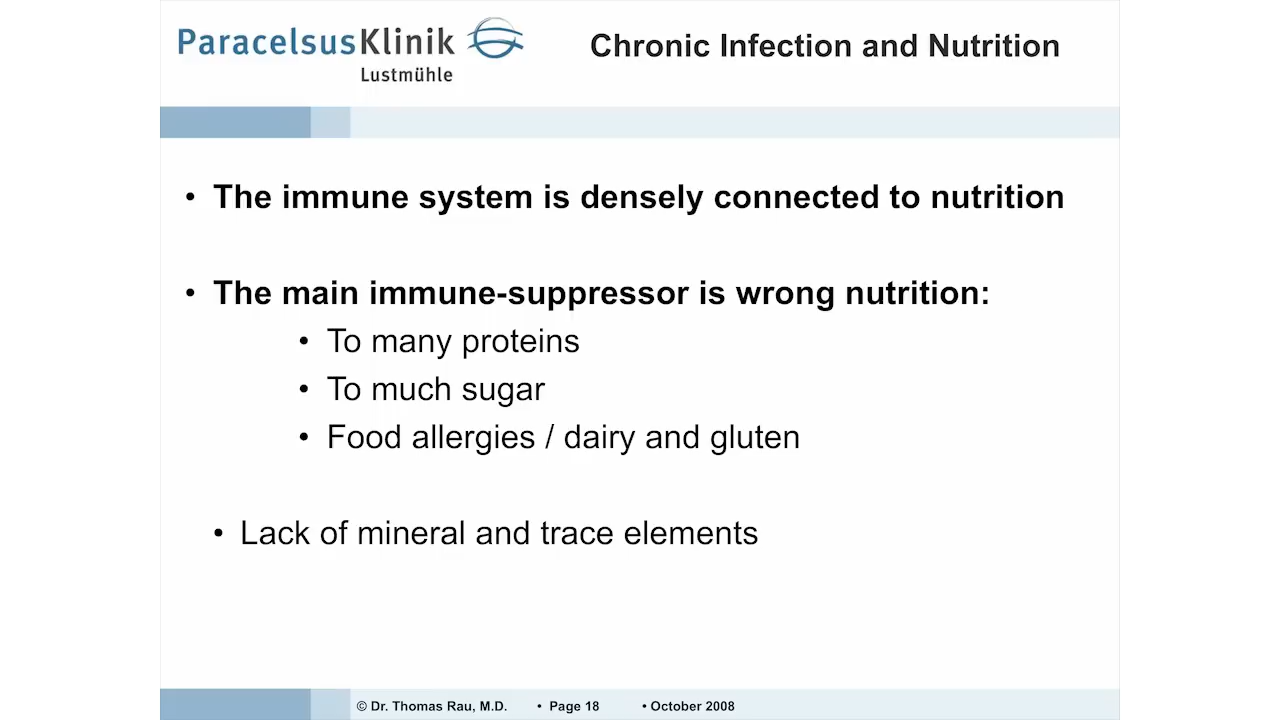 ParacelsusKlinik
Lustmühle
Chronic Infection and Nutrition
• The immune system is densely connected to nutrition
• The main immune-suppressor is wrong nutrition:
• To many proteins
• To much sugar
• Food allergies / dairy and gluten
• Lack of mineral and trace elements
© Dr. Thomas Rau, M.D. • Page 18 • October 2008